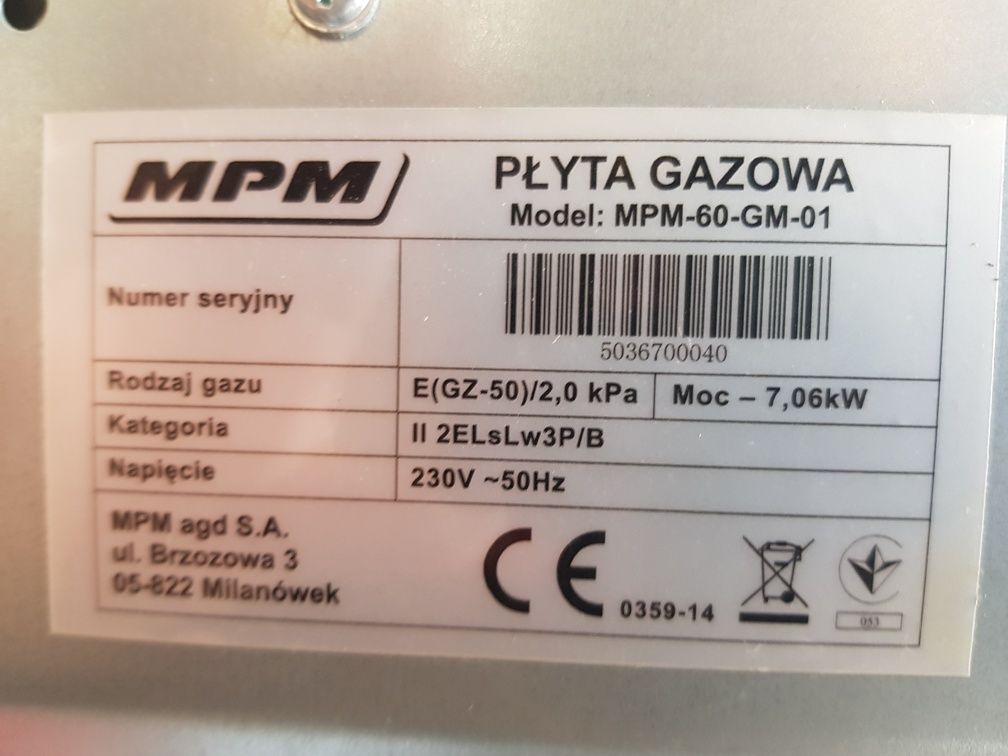 MPM
PŁYTA GAZOWA
Model: MPM-60-GM-01
Numer seryjny
5036700040
Rodzaj gazu
E(GZ-50)/2,0 kPa
Moc – 7,06kW
Kategoria
II 2ELsLw3P/B
Napięcie
230V ~50Hz
MPM agd S.A.
ul. Brzozowa 3
05-822 Milanówek
CE
0359-14
053